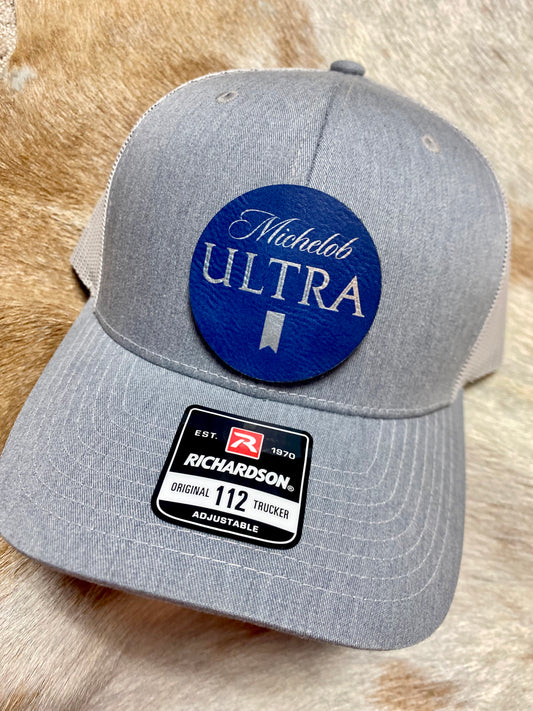 Michelob
ULTRA
EST. R 1970
RICHARDSON®
ORIGINAL 112 TRUCKER
ADJUSTABLE